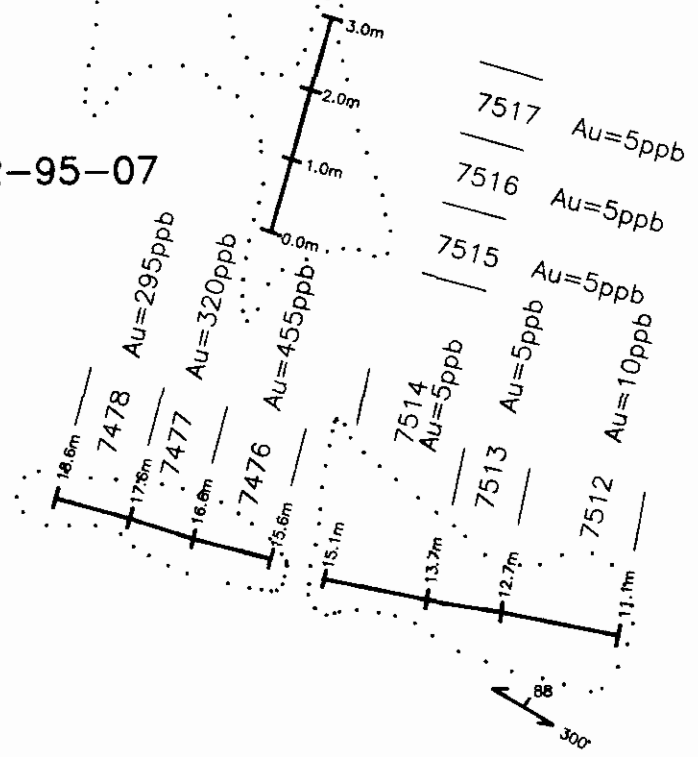 3.0m
2.0m
1.0m
0.0m
7517 Au=5ppb
7516 Au=5ppb
7515 Au=5ppb
-95-07
Au=295ppb
Au=320ppb
Au=455ppb
7478
7477
7476
18.6m
17.6m
16.6m
15.6m
7514 Au=5ppb
7513 Au=5ppb
7512 Au=10ppb
15.1m
13.7m
12.7m
11.1m
88
300°